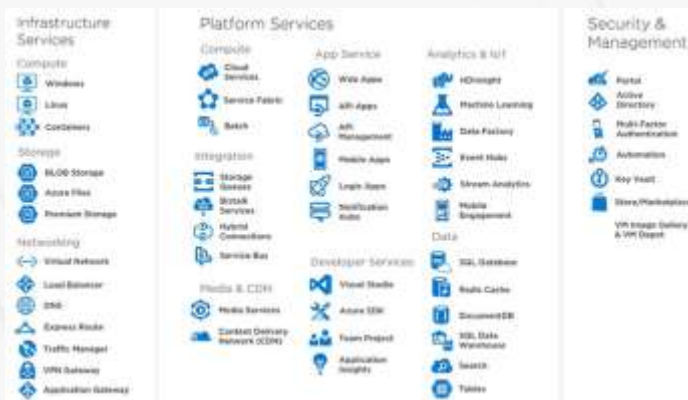 Infrastructure
Services
Compute
Windows
Linux
Containers
Storage
BLOB Storage
Azure Files
Premium Storage
Networking
Virtual Network
Load Balancer
DNS
Express Route
Traffic Manager
VPN Gateway
Application Gateway
Platform Services
Compute
Cloud
Services
Service Fabric
Batch
Integration
Storage
Queues
Biztalk
Services
Hybrid
Connections
Service Bus
Media & CDN
Media Services
Content Delivery
Network (CDN)
App Service
Web Apps
API Apps
API
Management
Mobile Apps
Logic Apps
Notification
Hubs
Developer Services
Visual Studio
Azure SDK
Team Project
Application
Insights
Analytics & IoT
HDInsight
Machine Learning
Data Factory
Event Hubs
Stream Analytics
Mobile
Engagement
Data
SQL Database
Redis Cache
DocumentDB
SQL Data
Warehouse
Search
Tables
Security &
Management
Portal
Active
Directory
Multi-Factor
Authentication
Automation
Key Vault
Store/Marketplace
VM Image Gallery
& VM Depot